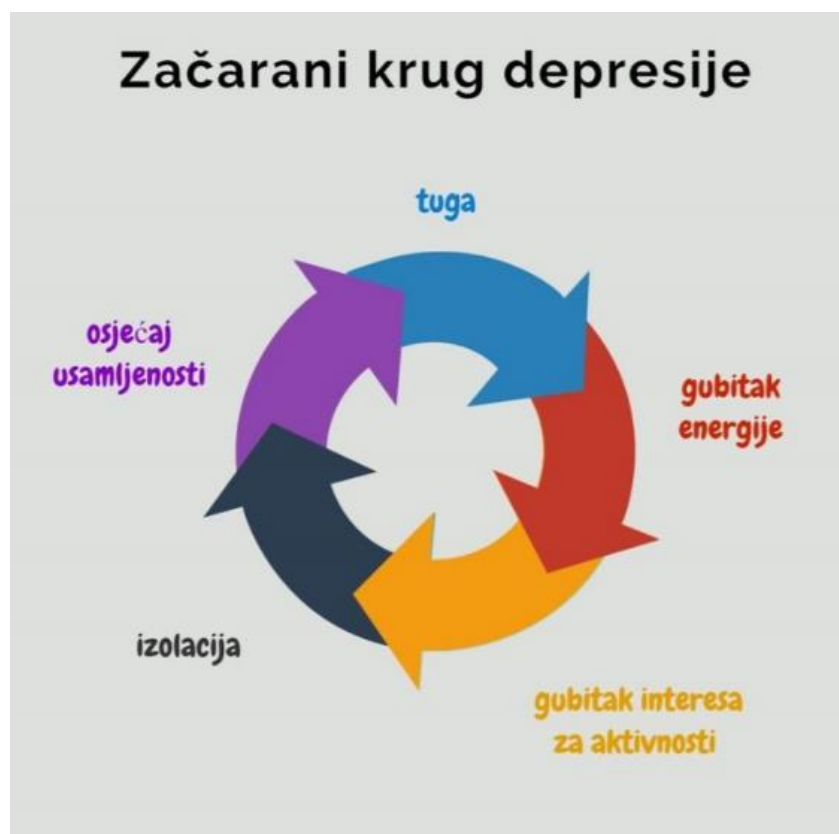 Začarani krug depresije
tuga
gubitak
energije
gubitak interesa
za aktivnosti
izolacija
osjećaj
usamljenosti